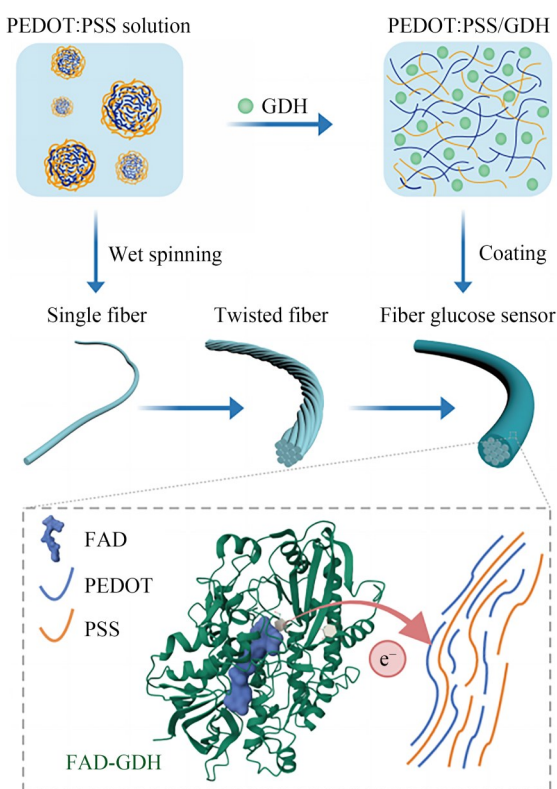 PEDOT:PSS solution
PEDOT:PSS/GDH
GDH
Wet spinning
Coating
Single fiber
Twisted fiber
Fiber glucose sensor
FAD
PEDOT
PSS
e⁻
FAD-GDH